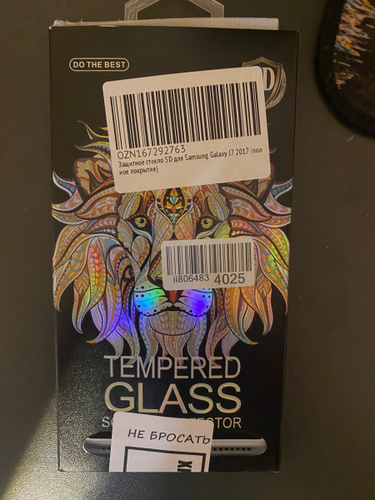 DO THE BEST
D
OZN167292763
Защитное стекло 5D для Samsung Galaxy J7 2017 (пол
ное покрытие)
ii806483 4025
TEMPERED
GLASS
НЕ БРОСАТЬ